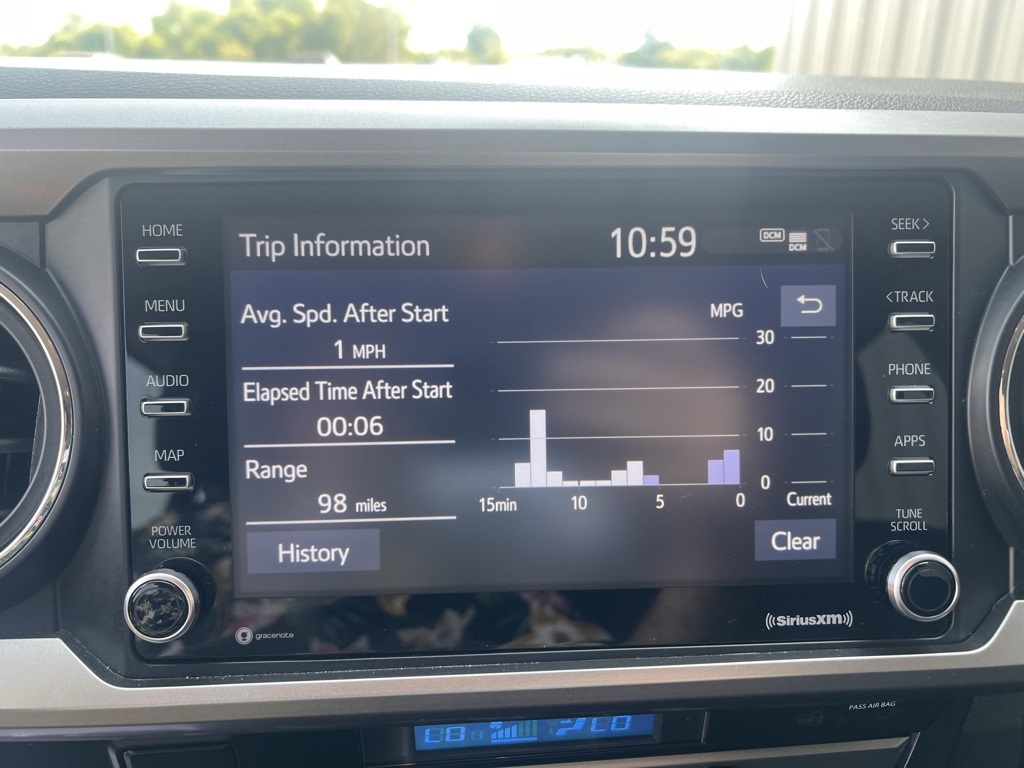 HOME
MENU
AUDIO
MAP
POWER
VOLUME
Trip Information
10:59
DCM
DCM
Avg. Spd. After Start
1 MPH
Elapsed Time After Start
00:06
Range
98 miles
History
MPG
30
20
10
0
15min 10 5 0
Current
Clear
SEEK>
<TRACK
PHONE
APPS
TUNE
SCROLL
gracenote
((SiriusXM))
PASS AIR BAG